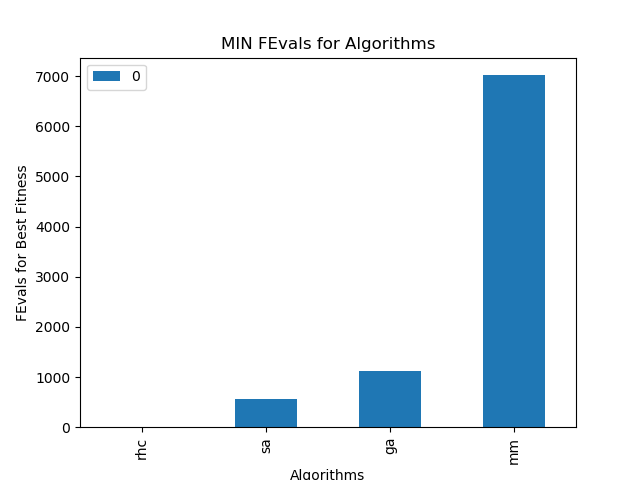 MIN FEvals for Algorithms
0
7000
6000
5000
4000
3000
2000
1000
0
FEvals for Best Fitness
rhc
sa
ga
mm
Algorithms